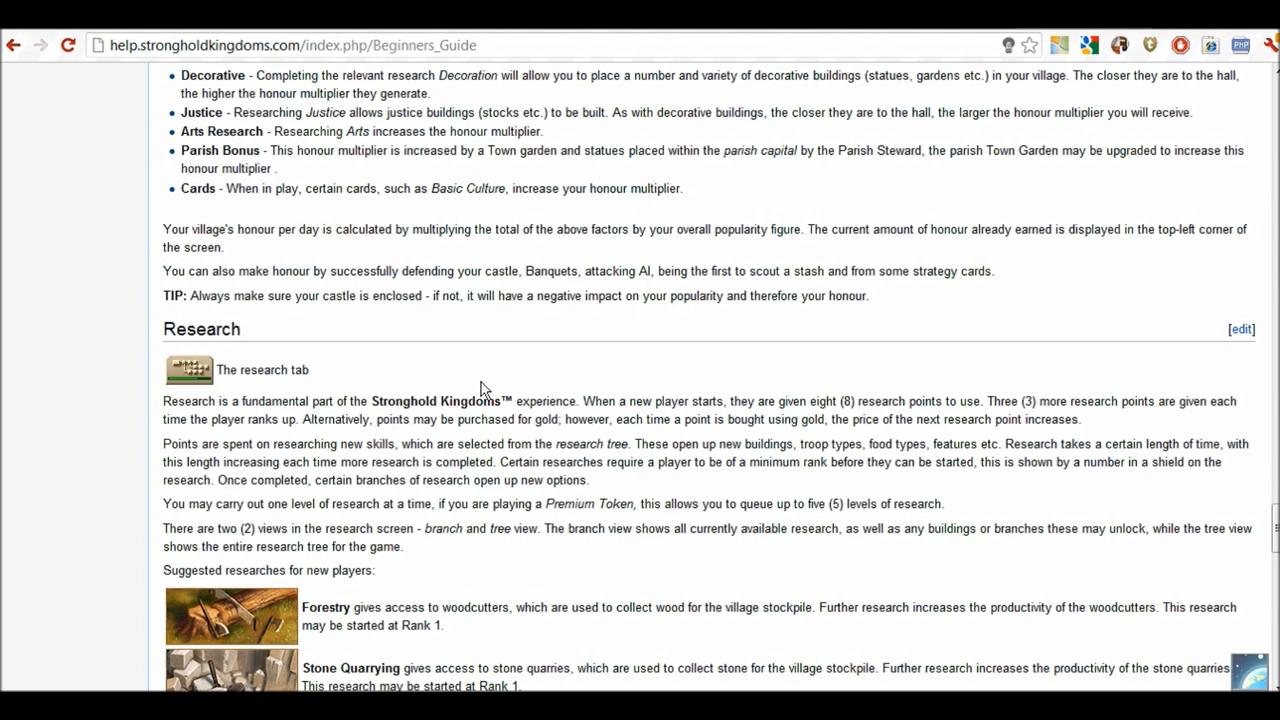 help.strongholdkingdoms.com/index.php/Beginners_Guide
PHP
Decorative - Completing the relevant research Decoration will allow you to place a number and variety of decorative buildings (statues, gardens etc.) in your village. The closer they are to the hall,
the higher the honour multiplier they generate.
Justice - Researching Justice allows justice buildings (stocks etc.) to be built. As with decorative buildings, the closer they are to the hall, the larger the honour multiplier you will receive.
Arts Research - Researching Arts increases the honour multiplier.
Parish Bonus - This honour multiplier is increased by a Town garden and statues placed within the parish capital by the Parish Steward, the parish Town Garden may be upgraded to increase this
honour multiplier .
Cards - When in play, certain cards, such as Basic Culture, increase your honour multiplier.
Your village's honour per day is calculated by multiplying the total of the above factors by your overall popularity figure. The current amount of honour already earned is displayed in the top-left corner of
the screen.
You can also make honour by successfully defending your castle, Banquets, attacking AI, being the first to scout a stash and from some strategy cards.
TIP: Always make sure your castle is enclosed - if not, it will have a negative impact on your popularity and therefore your honour.
Research [edit]
The research tab
Research is a fundamental part of the Stronghold Kingdoms™ experience. When a new player starts, they are given eight (8) research points to use. Three (3) more research points are given each
time the player ranks up. Alternatively, points may be purchased for gold; however, each time a point is bought using gold, the price of the next research point increases.
Points are spent on researching new skills, which are selected from the research tree. These open up new buildings, troop types, food types, features etc. Research takes a certain length of time, with
this length increasing each time more research is completed. Certain researches require a player to be of a minimum rank before they can be started, this is shown by a number in a shield on the
research. Once completed, certain branches of research open up new options.
You may carry out one level of research at a time, if you are playing a Premium Token, this allows you to queue up to five (5) levels of research.
There are two (2) views in the research screen - branch and tree view. The branch view shows all currently available research, as well as any buildings or branches these may unlock, while the tree view
shows the entire research tree for the game.
Suggested researches for new players:
Forestry gives access to woodcutters, which are used to collect wood for the village stockpile. Further research increases the productivity of the woodcutters. This research
may be started at Rank 1.
Stone Quarrying gives access to stone quarries, which are used to collect stone for the village stockpile. Further research increases the productivity of the stone quarries
This research may be started at Rank 1.